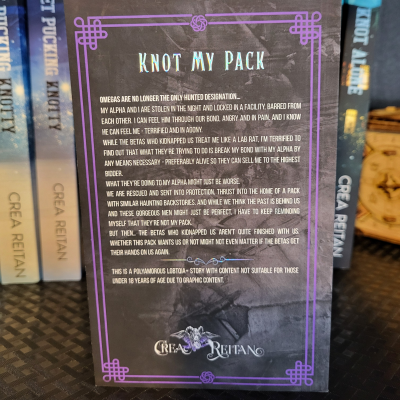 KNOT MY PACK
OMEGAS ARE NO LONGER THE ONLY HUNTED DESIGNATION...
MY ALPHA AND I ARE STOLEN IN THE NIGHT AND LOCKED IN A FACILITY, BARRED FROM
EACH OTHER. I CAN FEEL HIM THROUGH OUR BOND, ANGRY AND IN PAIN, AND I KNOW
HE CAN FEEL ME - TERRIFIED AND IN AGONY.
WHILE THE BETAS WHO KIDNAPPED US TREAT ME LIKE A LAB RAT, I'M TERRIFIED TO
FIND OUT THAT WHAT THEY'RE TRYING TO DO IS BREAK MY BOND WITH MY ALPHA BY
ANY MEANS NECESSARY - PREFERABLY ALIVE SO THEY CAN SELL ME TO THE HIGHEST
BIDDER.
WHAT THEY'RE DOING TO MY ALPHA MIGHT JUST BE WORSE.
WE ARE RESCUED AND SENT INTO PROTECTION, THRUST INTO THE HOME OF A PACK
WITH SIMILAR HAUNTING BACKSTORIES, AND WHILE WE THINK THE PAST IS BEHIND US
AND THESE GORGEOUS MEN MIGHT JUST BE PERFECT, I HAVE TO KEEP REMINDING
MYSELF THAT THEY'RE NOT MY PACK.
BUT THEN... THE BETAS WHO KIDNAPPED US AREN'T QUITE FINISHED WITH US.
WHETHER THIS PACK WANTS US OR NOT MIGHT NOT EVEN MATTER IF THE BETAS GET
THEIR HANDS ON US AGAIN.
THIS IS A POLYAMOROUS LGBTQIA+ STORY WITH CONTENT NOT SUITABLE FOR THOSE
UNDER 18 YEARS OF AGE DUE TO GRAPHIC CONTENT.
CREA REITAN
PUCKING KNOTTY
CREA REITAN
GET PUCKING KNOTTY
CREA REITAN
KNOT ALONE
CREA REITAN